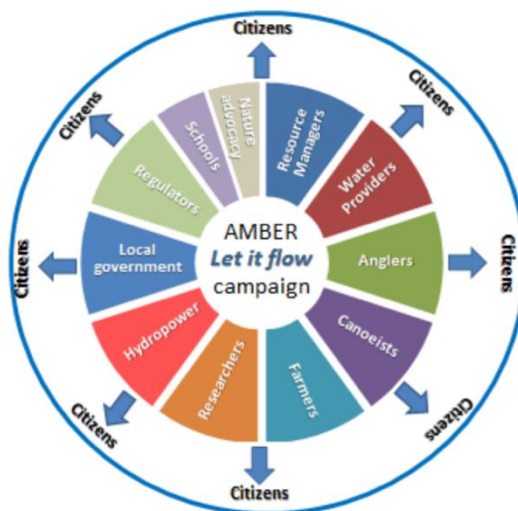 Citizens
Citizens
Citizens
Citizens
Citizens
Citizens
Citizens
Citizens
Resource
Managers
Water
Providers
Anglers
Canoeists
Farmers
Researchers
Hydropower
Local
government
Regulators
Schools
Nature
advocacy
AMBER
Let it flow
campaign